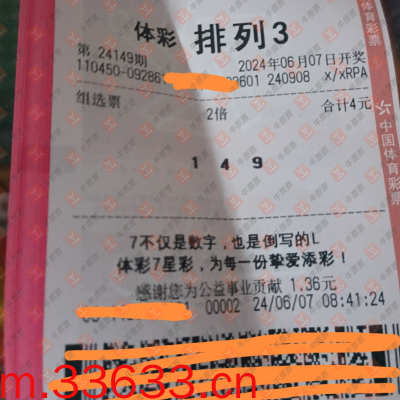 体彩 排列3
第 24149期 2024年06月07日开奖
110450-09286 3601 240908 X/xRPA
组选票 2倍 合计4元
1 4 9
7不仅是数字，也是倒写的L
体彩7星彩，为每一份挚爱添彩！
感谢您为公益事业贡献 1.36元
00002 24/06/07 08:41:24
m.33633.cn
体育彩票
中国体育彩票